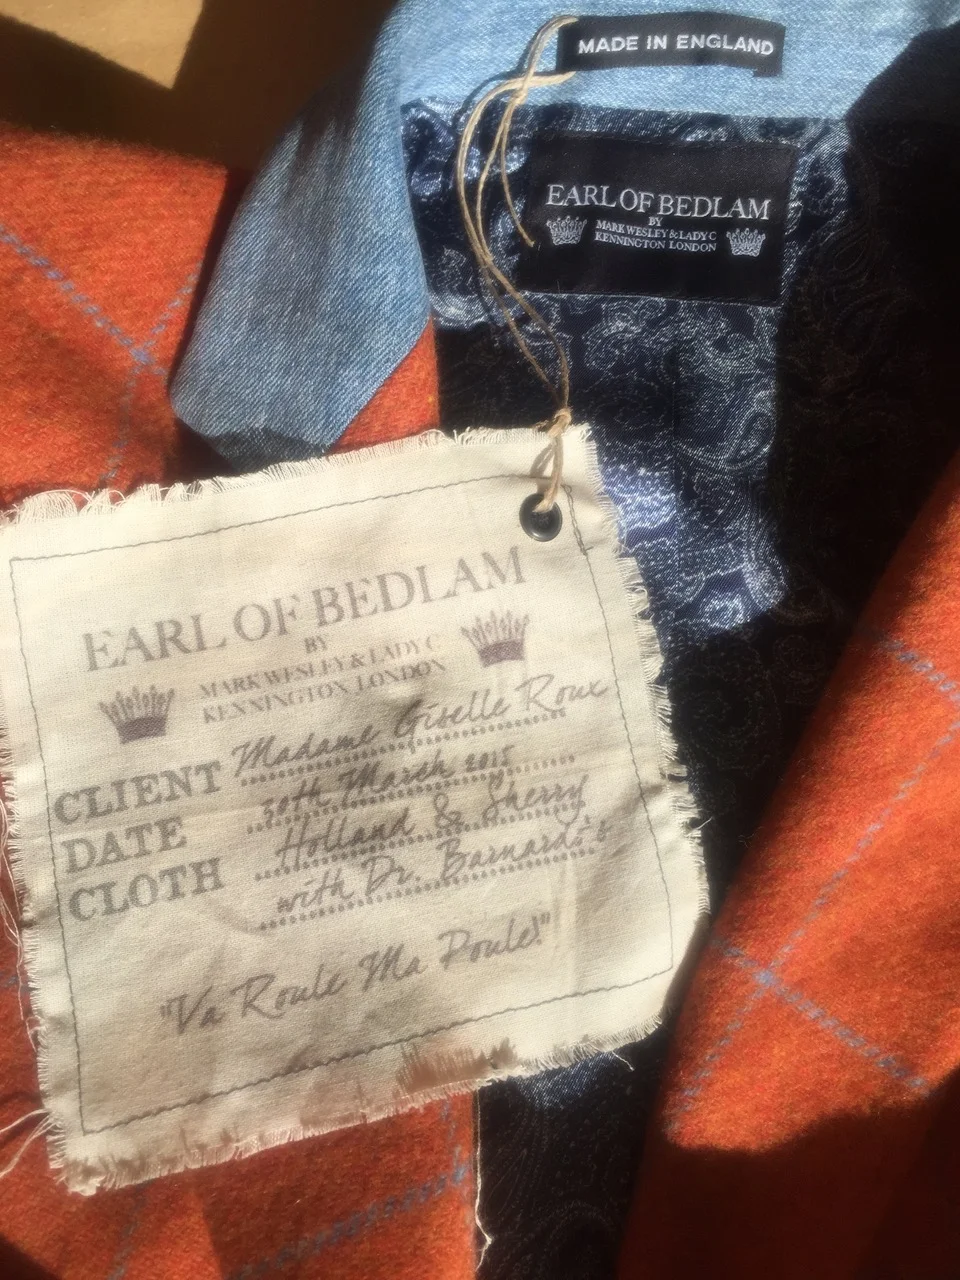 MADE IN ENGLAND
EARL OF BEDLAM
BY
MARK WESLEY & LADY C
KENNINGTON LONDON
EARL OF BEDLAM
BY
MARK WESLEY & LADY C
KENNINGTON LONDON
CLIENT Madame Giselle Roux
DATE 30th March 2015
CLOTH Holland & Sherry
with Dr. Barnardo's
"Va Roule Ma Poule!"